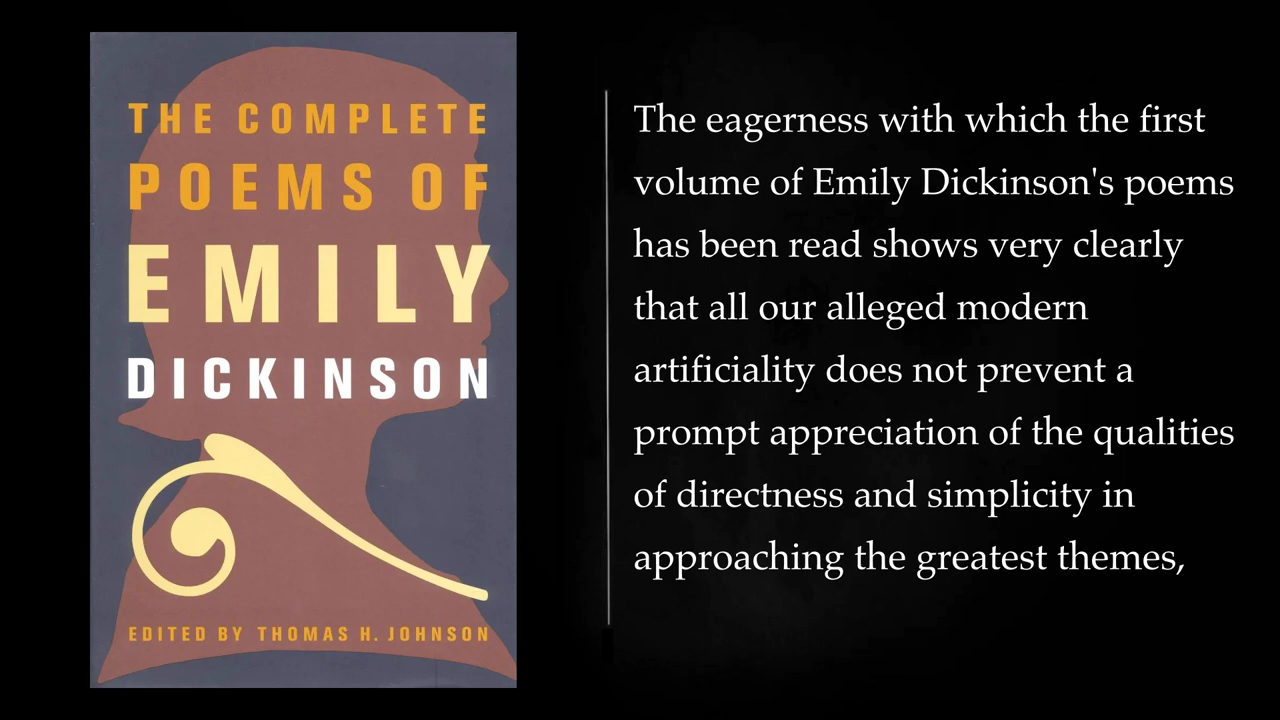 THE COMPLETE
POEMS OF
EMILY
DICKINSON
EDITED BY THOMAS H. JOHNSON
The eagerness with which the first
volume of Emily Dickinson's poems
has been read shows very clearly
that all our alleged modern
artificiality does not prevent a
prompt appreciation of the qualities
of directness and simplicity in
approaching the greatest themes,